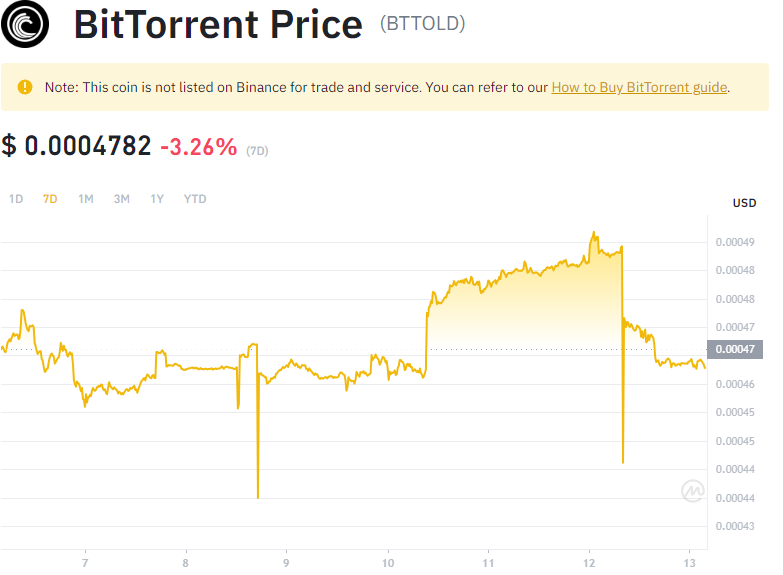 BitTorrent Price (BTTOLD)
Note: This coin is not listed on Binance for trade and service. You can refer to our How to Buy BitTorrent guide.
$ 0.0004782 -3.26% (7D)
1D 7D 1M 3M 1Y YTD
USD
0.00049
0.00048
0.00048
0.00047
0.00047
0.00046
0.00045
0.00045
0.00044
0.00044
0.00043
7 8 9 10 11 12 13